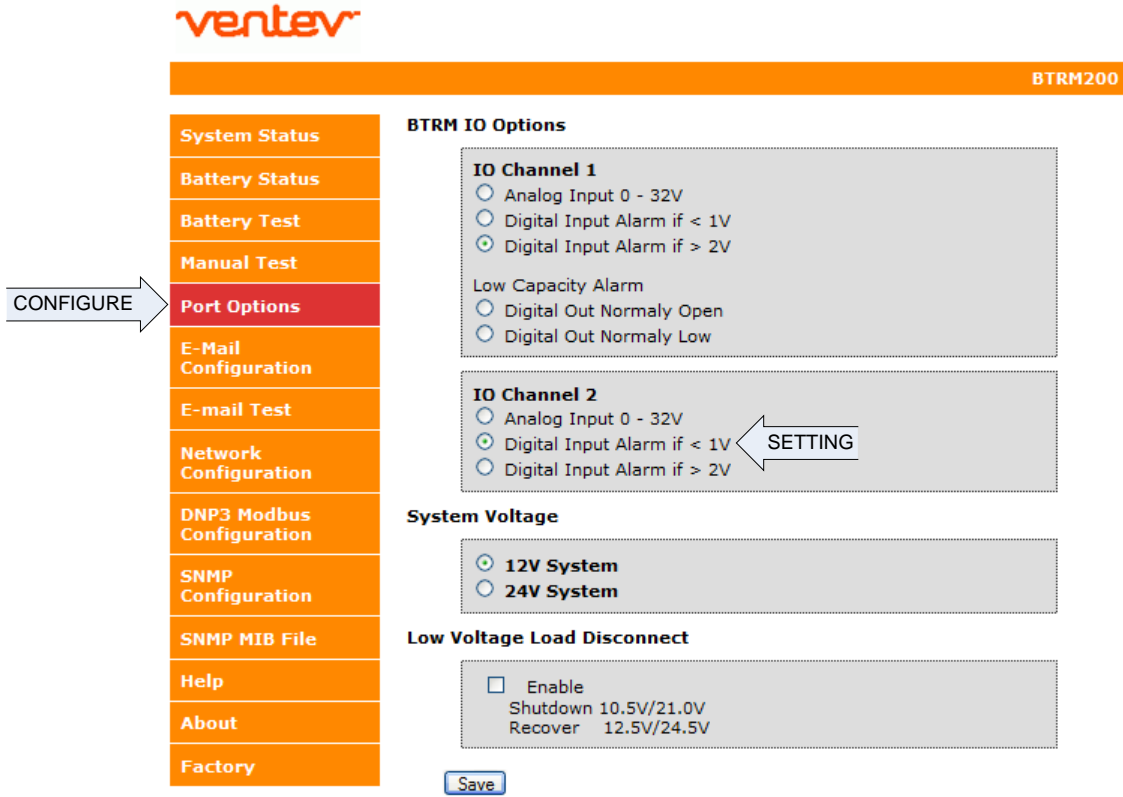 ventev
BTRM200
CONFIGURE
System Status
Battery Status
Battery Test
Manual Test
Port Options
E-Mail
Configuration
E-mail Test
Network
Configuration
DNP3 Modbus
Configuration
SNMP
Configuration
SNMP MIB File
Help
About
Factory
BTRM IO Options
IO Channel 1
Analog Input 0 - 32V
Digital Input Alarm if < 1V
Digital Input Alarm if > 2V
Low Capacity Alarm
Digital Out Normaly Open
Digital Out Normaly Low
IO Channel 2
Analog Input 0 - 32V
Digital Input Alarm if < 1V
SETTING
Digital Input Alarm if > 2V
System Voltage
12V System
24V System
Low Voltage Load Disconnect
Enable
Shutdown 10.5V/21.0V
Recover 12.5V/24.5V
Save